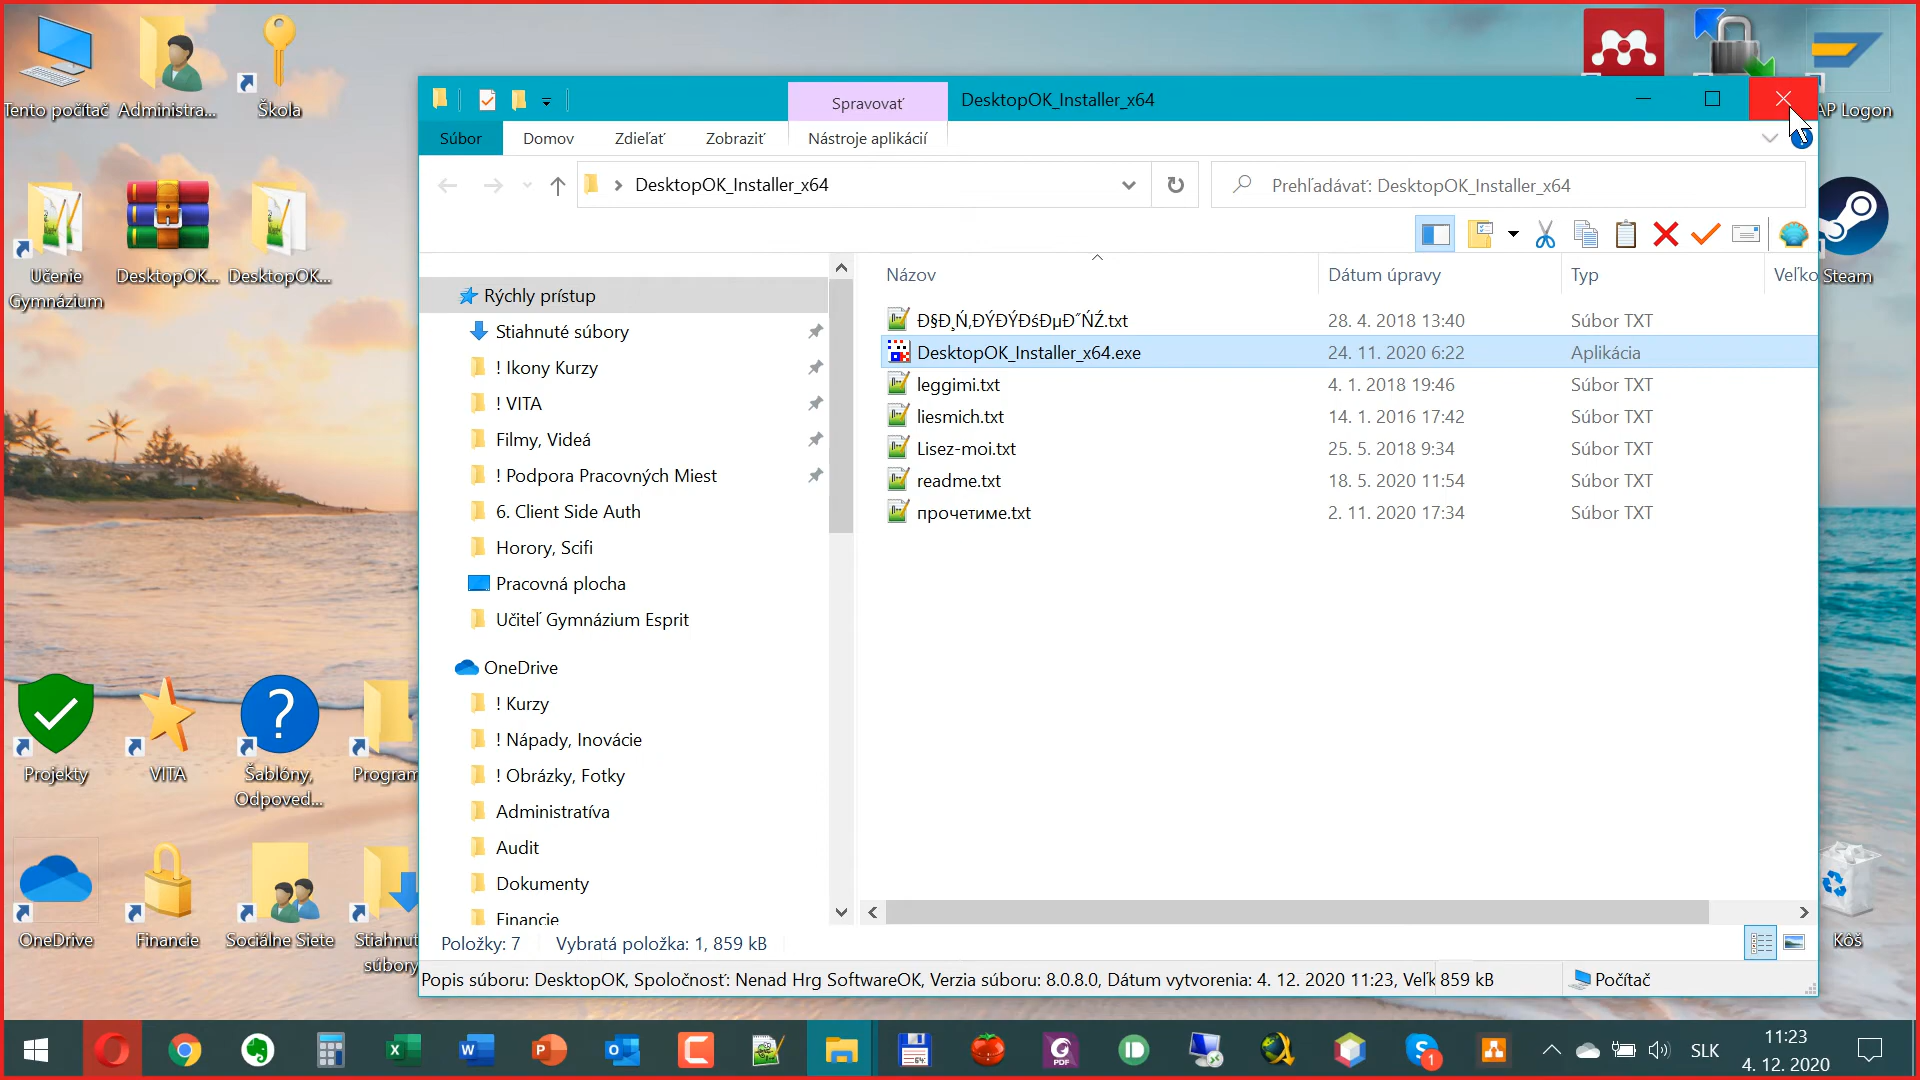 Tento počítač
Administra...
Škola
Učenie
Gymnázium
DesktopOK...
DesktopOK...
Projekty
VITA
Šablóny,
Odpoved...
Program
OneDrive
Financie
Sociálne Siete
Stiahnut
súbory
Spravovať
DesktopOK_Installer_x64
Súbor
Domov
Zdieľať
Zobraziť
Nástroje aplikácií
DesktopOK_Installer_x64
Prehľadávať: DesktopOK_Installer_x64
Rýchly prístup
Stiahnuté súbory
! Ikony Kurzy
! VITA
Filmy, Videá
! Podpora Pracovných Miest
6. Client Side Auth
Horory, Scifi
Pracovná plocha
Učiteľ Gymnázium Esprit
OneDrive
! Kurzy
! Nápady, Inovácie
! Obrázky, Fotky
Administratíva
Audit
Dokumenty
Financie
Názov Dátum úpravy Typ Veľko
Đ§Đ¸Ń‚ĐÝĐÝĐśĐµĐ˝ŃŹ.txt 28. 4. 2018 13:40 Súbor TXT
DesktopOK_Installer_x64.exe 24. 11. 2020 6:22 Aplikácia
leggimi.txt 4. 1. 2018 19:46 Súbor TXT
liesmich.txt 14. 1. 2016 17:42 Súbor TXT
Lisez-moi.txt 25. 5. 2018 9:34 Súbor TXT
readme.txt 18. 5. 2020 11:54 Súbor TXT
прочетиме.txt 2. 11. 2020 17:34 Súbor TXT
Položky: 7 Vybratá položka: 1, 859 kB
Popis súboru: DesktopOK, Spoločnosť: Nenad Hrg SoftwareOK, Verzia súboru: 8.0.8.0, Dátum vytvorenia: 4. 12. 2020 11:23, Veľk 859 kB
Počítač
AP Logon
Steam
Kôš
64
PDF
1
SLK
11:23
4. 12. 2020